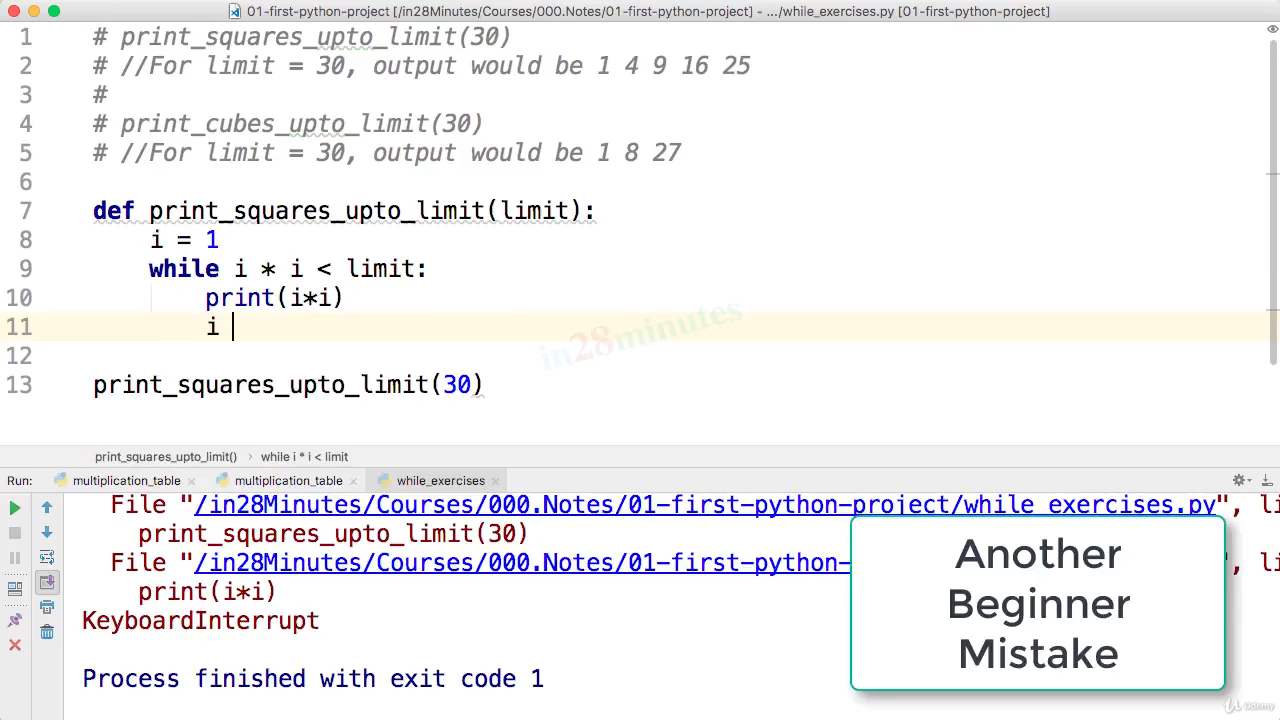 01-first-python-project [/in28Minutes/Courses/000.Notes/01-first-python-project] - .../while_exercises.py [01-first-python-project]
1 # print_squares_upto_limit(30)
2 # //For limit = 30, output would be 1 4 9 16 25
3 #
4 # print_cubes_upto_limit(30)
5 # //For limit = 30, output would be 1 8 27
6
7 def print_squares_upto_limit(limit):
8 i = 1
9 while i * i < limit:
10 print(i*i)
11 i
12
13 print_squares_upto_limit(30)
in28minutes
print_squares_upto_limit() › while i * i < limit
Run: multiplication_table × multiplication_table × while_exercises ×
File "/in28Minutes/Courses/000.Notes/01-first-python-project/while_exercises.py", li
print_squares_upto_limit(30)
File "/in28Minutes/Courses/000.Notes/01-first-python- ", li
print(i*i)
KeyboardInterrupt
Process finished with exit code 1
Another
Beginner
Mistake
Udemy